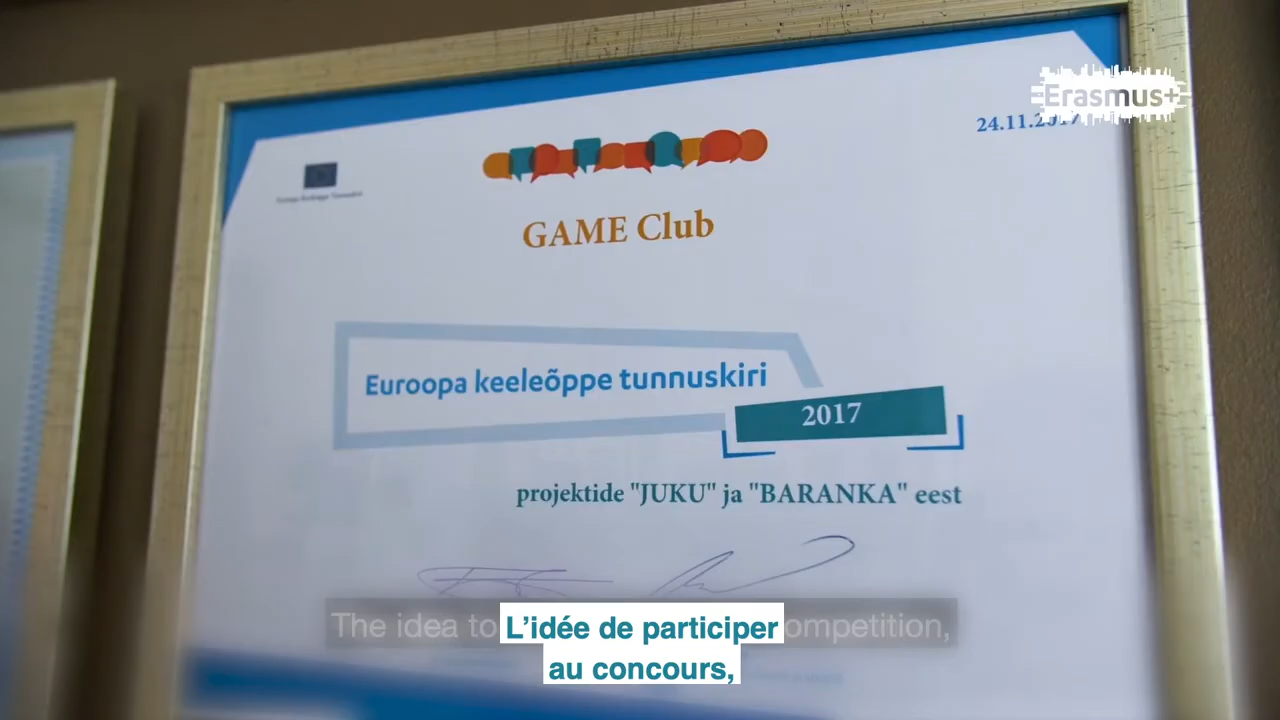 Erasmus+
24.11.2017
GAME Club
Euroopa keeleõppe tunnuskiri
2017
projektide "JUKU" ja "BARANKA" eest
The idea to ompetition,
L'idée de participer
au concours,